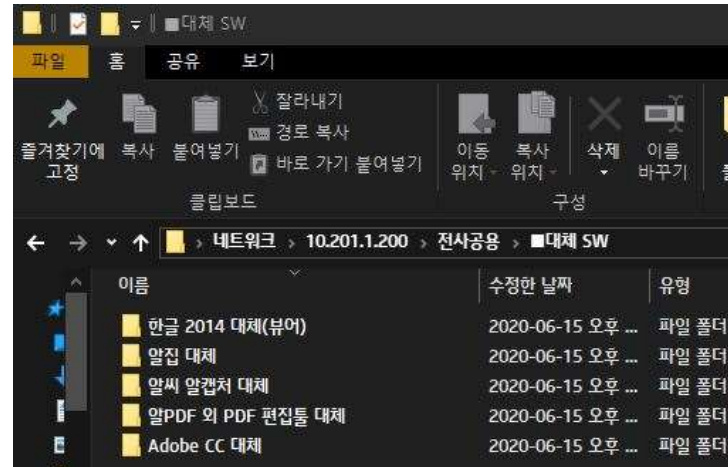 ■대체 SW
파일 홈 공유 보기
즐겨찾기에 고정
복사
붙여넣기
잘라내기
경로 복사
바로 가기 붙여넣기
이동 위치
복사 위치
삭제
이름 바꾸기
클립보드
구성
네트워크 › 10.201.1.200 › 전사공용 › ■대체 SW
이름 수정한 날짜 유형
한글 2014 대체(뷰어) 2020-06-15 오후 ... 파일 폴더
알집 대체 2020-06-15 오후 ... 파일 폴더
알씨 알캡처 대체 2020-06-15 오후 ... 파일 폴더
알PDF 외 PDF 편집툴 대체 2020-06-15 오후 ... 파일 폴더
Adobe CC 대체 2020-06-15 오후 ... 파일 폴더